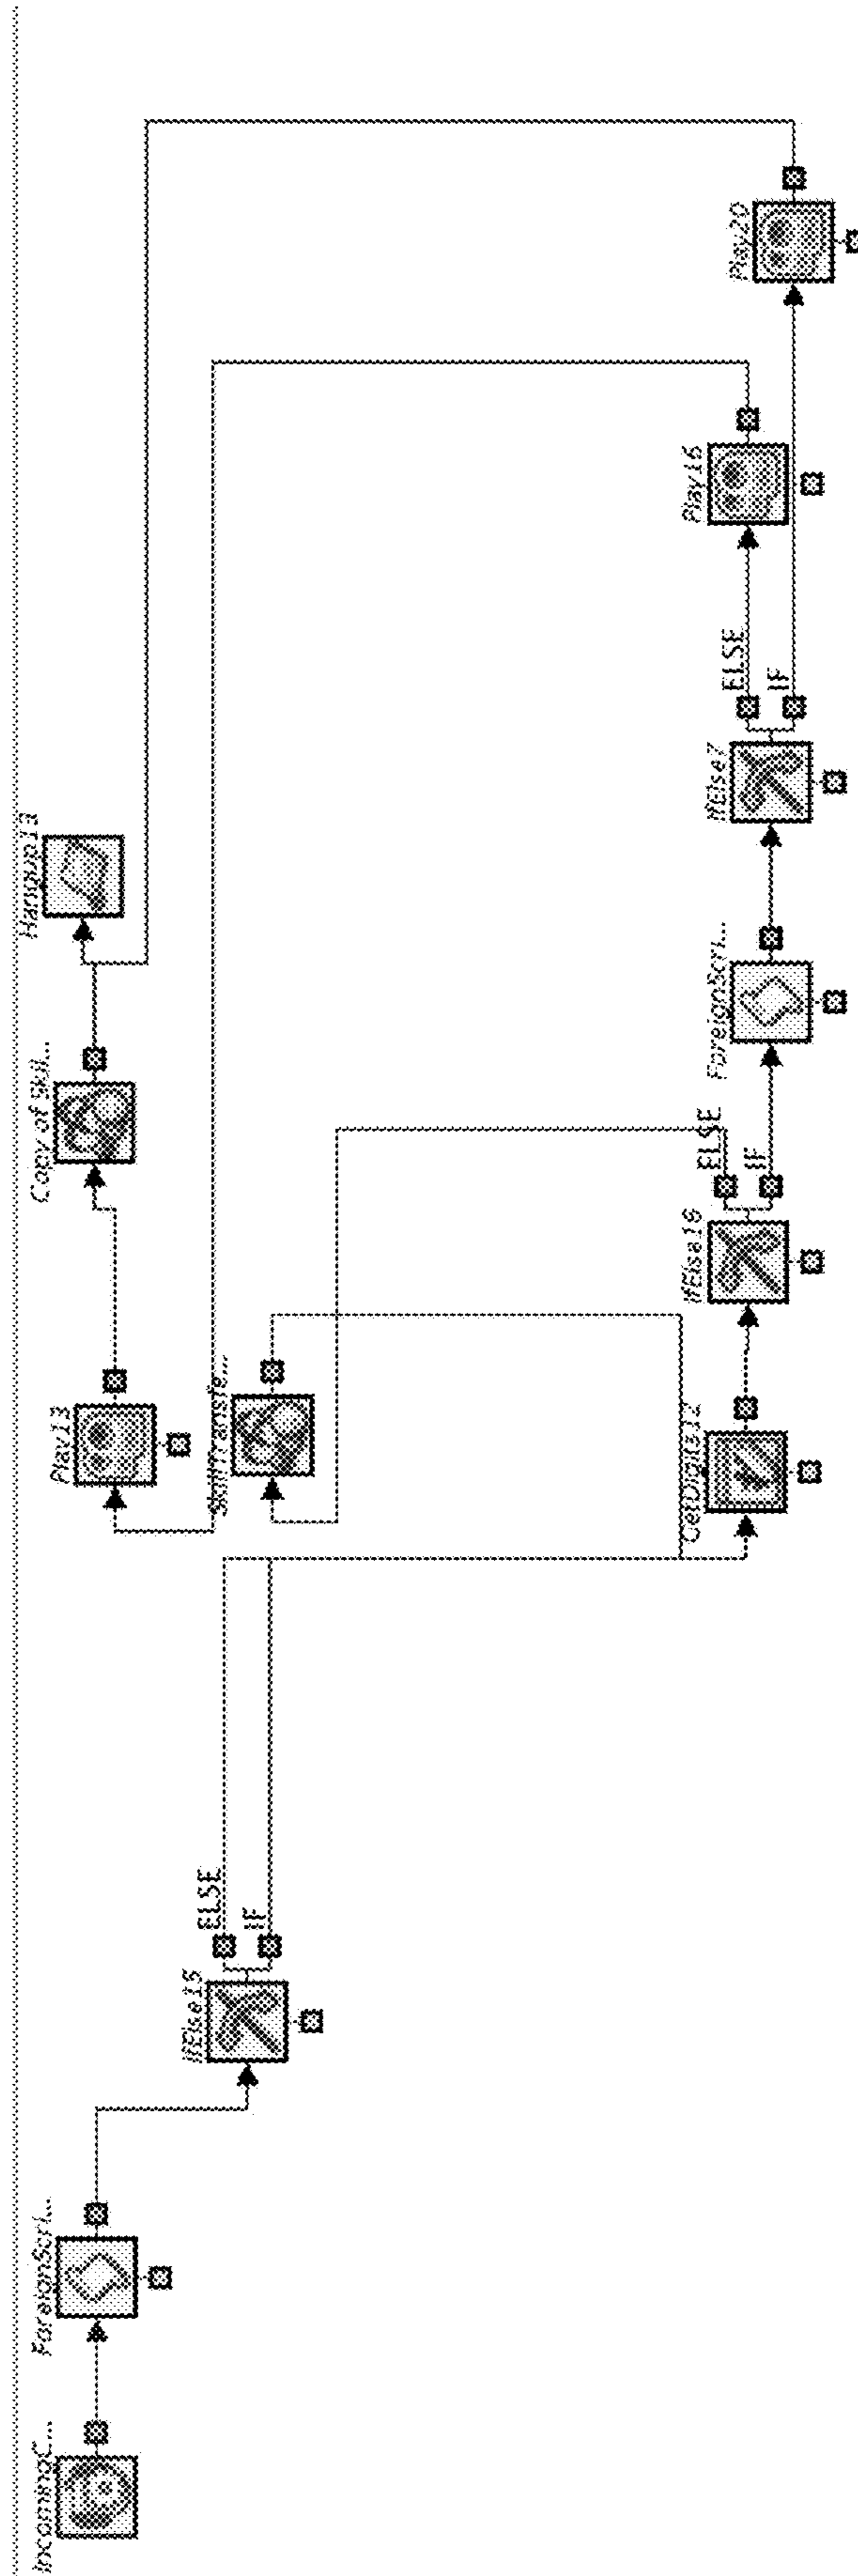 IncomingC...
ForeignScri...
IfElse15
ELSE
IF
Play13
SkillTransfe...
Copy of Skil...
Hangup13
GetDigits12
ELSE
IF
ForeignScri...
IfElse7
ELSE
IF
Play16
Play20